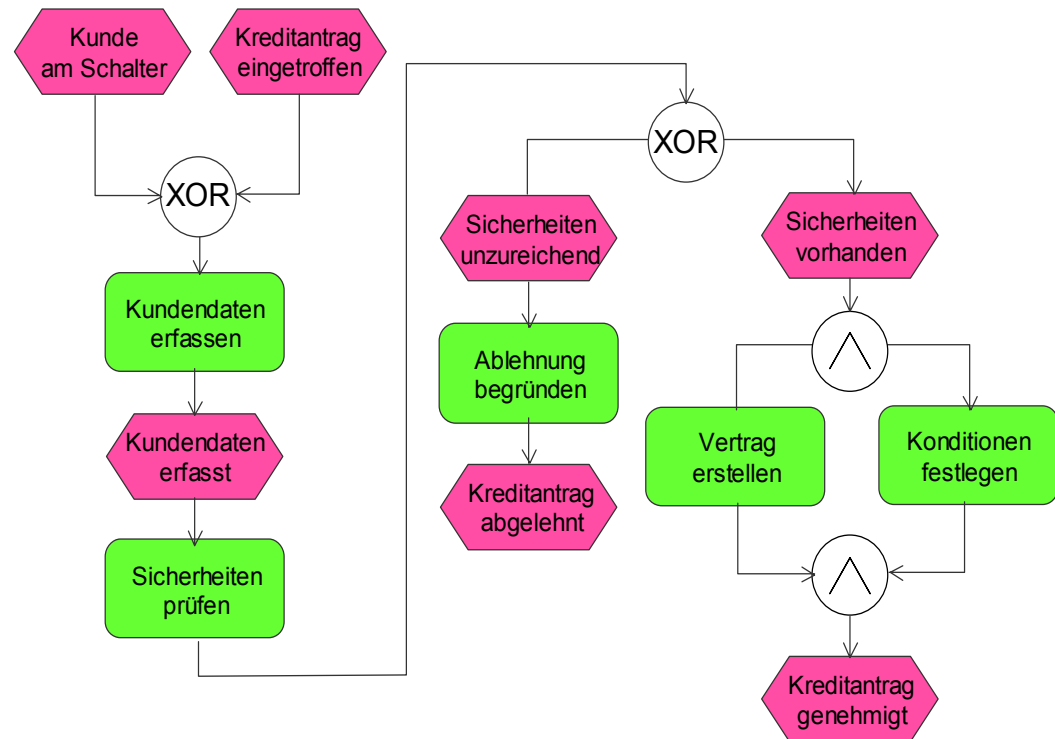 Kunde
am Schalter
Kreditantrag
eingetroffen
XOR
Kundendaten
erfassen
Kundendaten
erfasst
Sicherheiten
prüfen
XOR
Sicherheiten
unzureichend
Ablehnung
begründen
Kreditantrag
abgelehnt
Sicherheiten
vorhanden
Vertrag
erstellen
Konditionen
festlegen
Kreditantrag
genehmigt